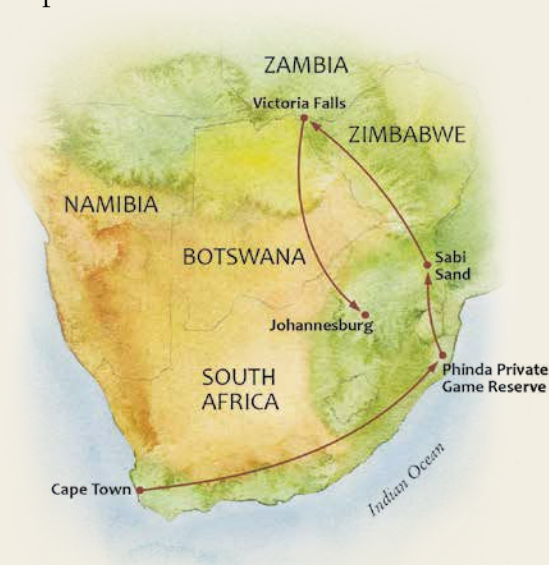 ZAMBIA
Victoria Falls
ZIMBABWE
NAMIBIA
BOTSWANA
Sabi
Sand
Johannesburg
Phinda Private
Game Reserve
SOUTH
AFRICA
Indian Ocean
Cape Town